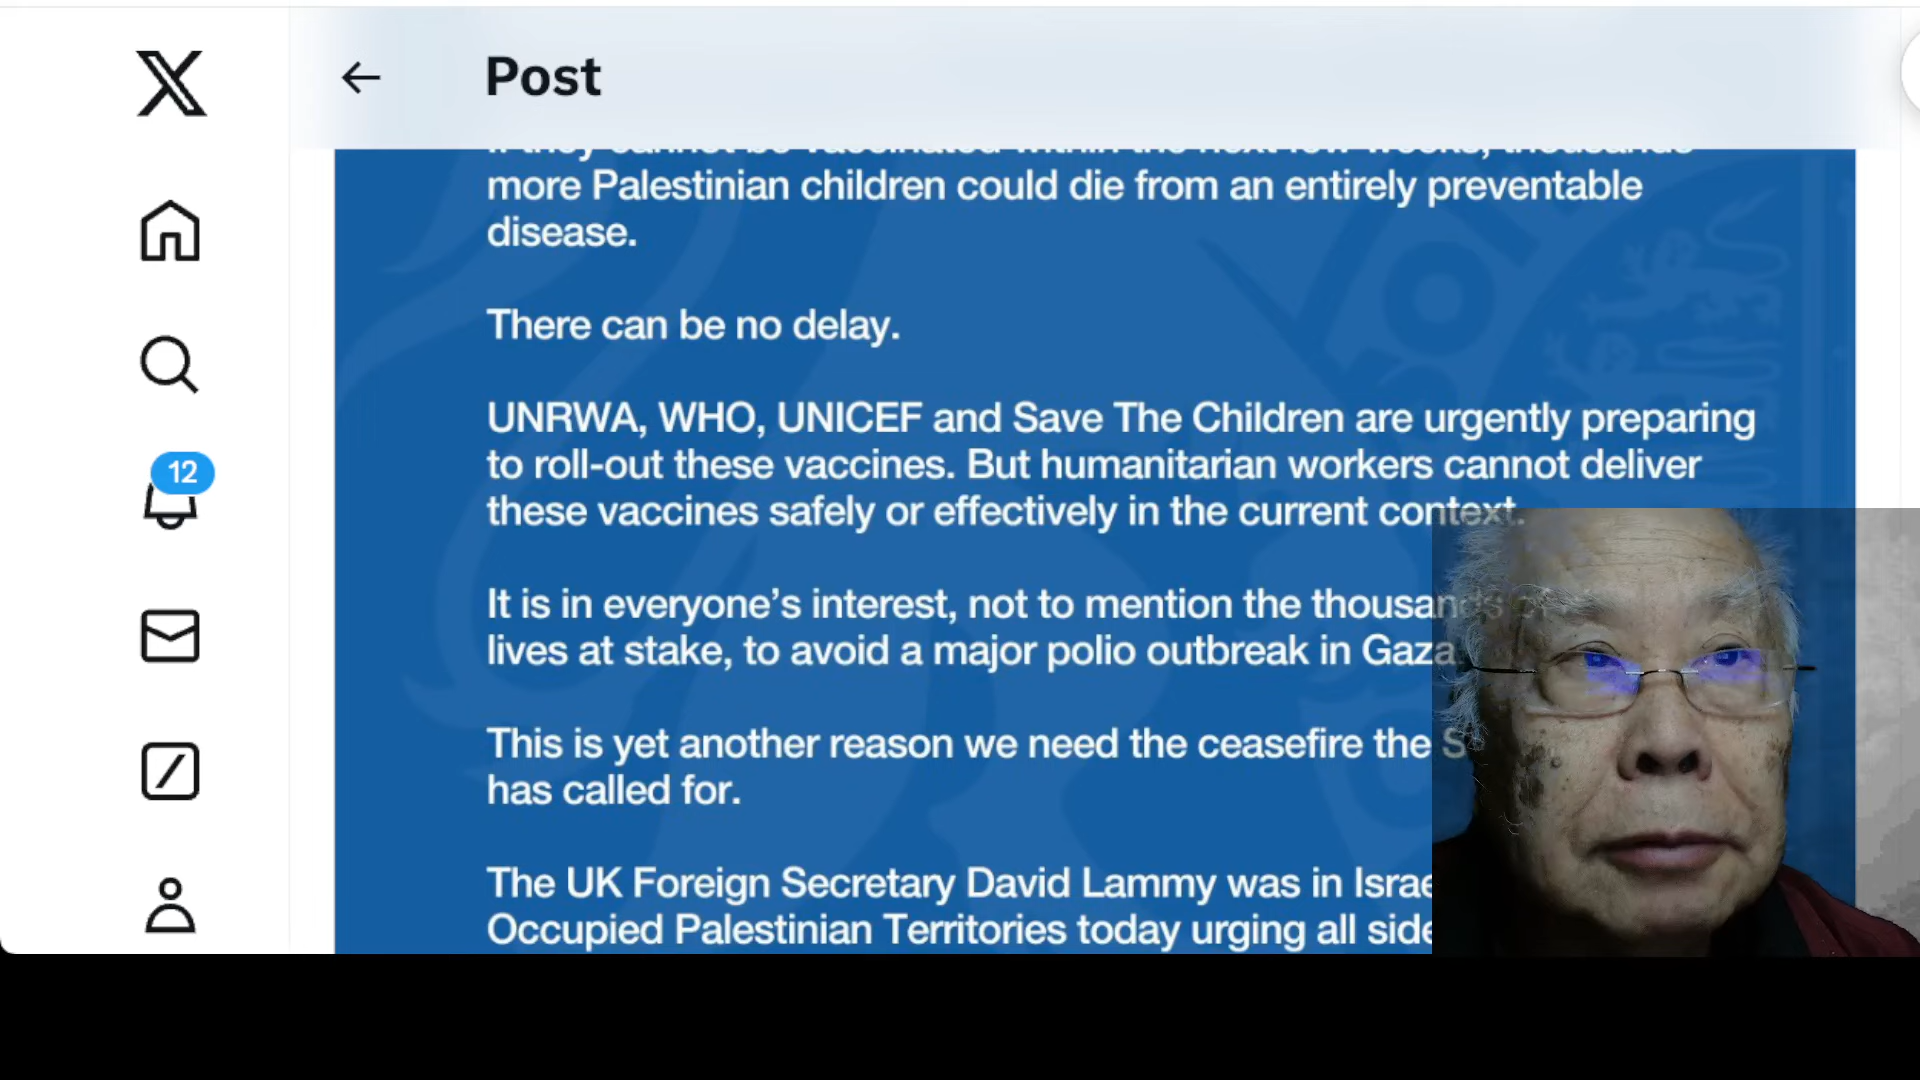 Post
more Palestinian children could die from an entirely preventable
disease.
There can be no delay.
12
UNRWA, WHO, UNICEF and Save The Children are urgently preparing
to roll-out these vaccines. But humanitarian workers cannot deliver
these vaccines safely or effectively in the current context.
It is in everyone’s interest, not to mention the thousands
lives at stake, to avoid a major polio outbreak in Gaza
This is yet another reason we need the ceasefire the
has called for.
The UK Foreign Secretary David Lammy was in
Occupied Palestinian Territories today urging all